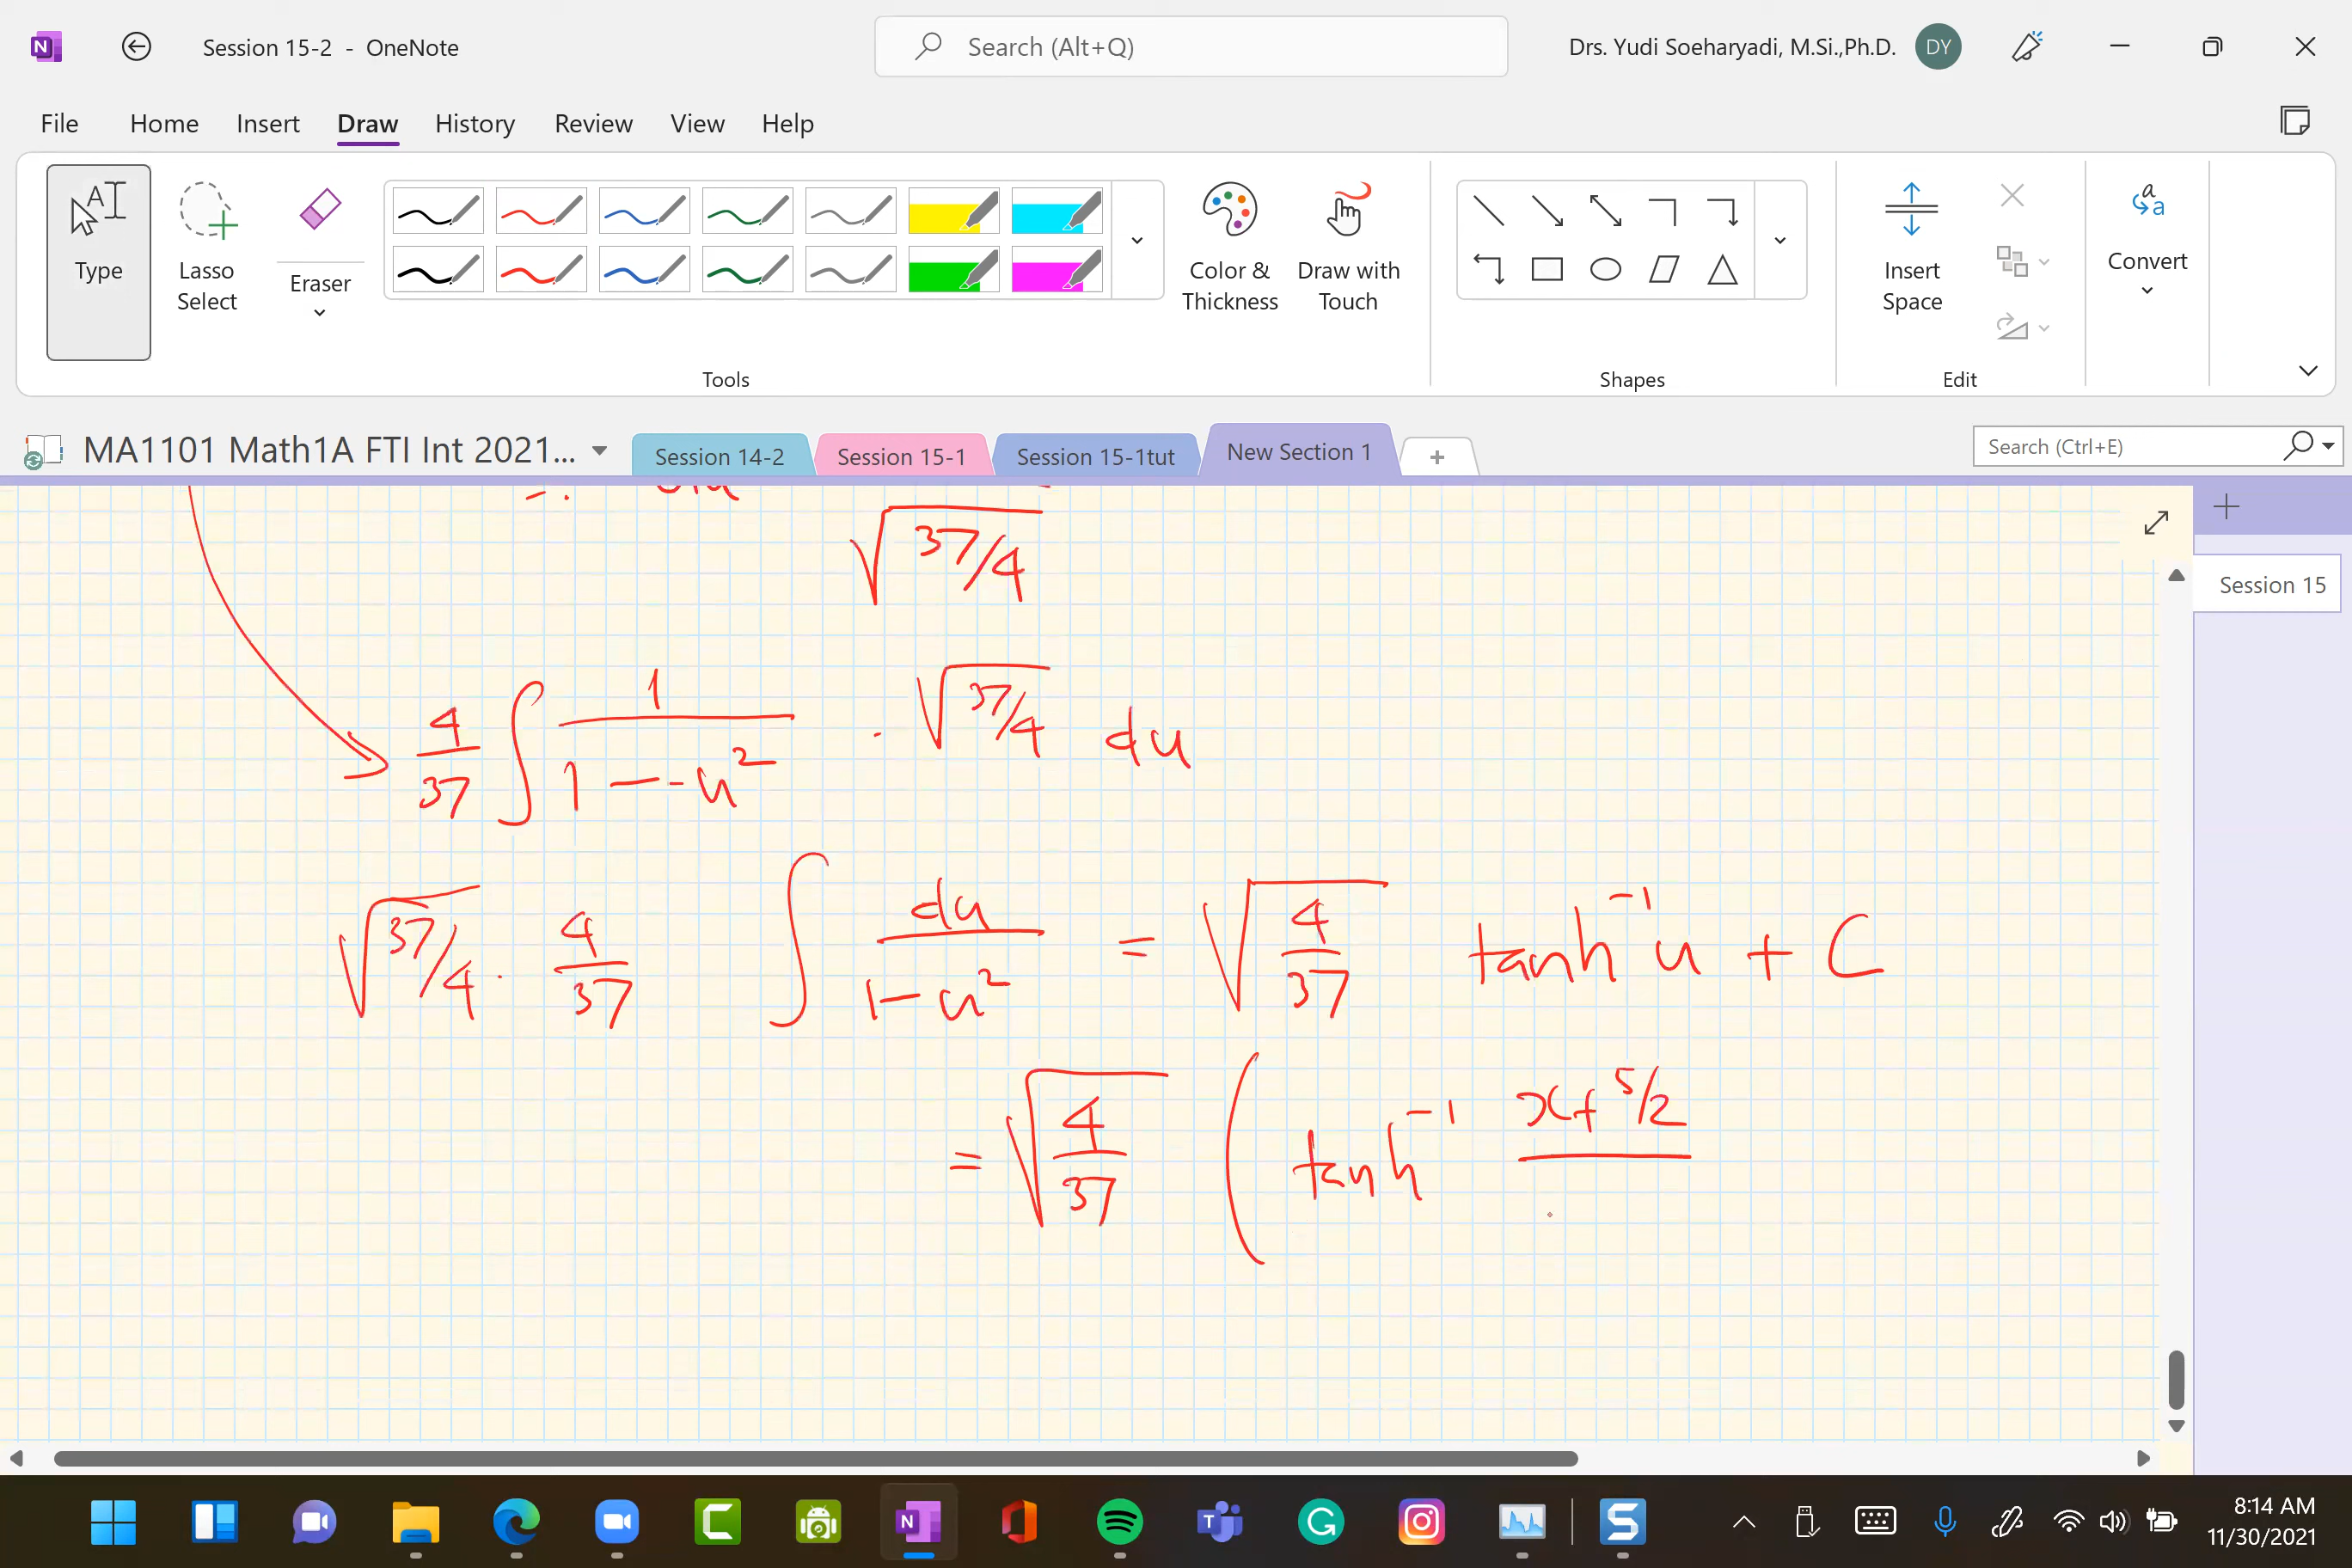 Session 15-2 - OneNote
Search (Alt+Q)
Drs. Yudi Soeharyadi, M.Si.,Ph.D.
DY
File Home Insert Draw History Review View Help
Type
Lasso Select
Eraser
Color & Thickness
Draw with Touch
Insert Space
Convert
Tools
Shapes
Edit
MA1101 Math1A FTI Int 2021...
Session 14-2
Session 15-1
Session 15-1tut
New Section 1
Search (Ctrl+E)
Session 15
√(37/4)
4/37 ∫ 1/(1 - -u²) · √(37/4) du
√(37/4) · 4/37 ∫ du/(1-u²) = √(4/37) tanh⁻¹ u + C
= √(4/37) ( tanh⁻¹ x+5/2
8:14 AM
11/30/2021